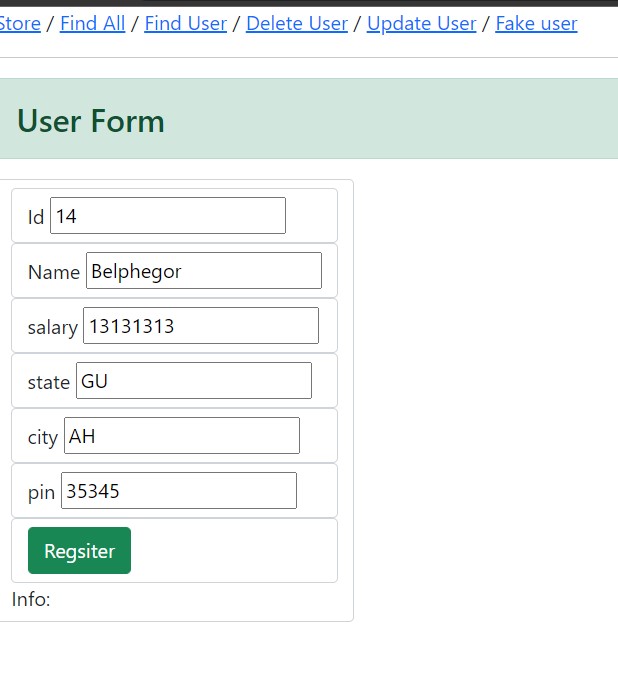 Store / Find All / Find User / Delete User / Update User / Fake user
User Form
Id 14
Name Belphegor
salary 13131313
state GU
city AH
pin 35345
Regsiter
Info: